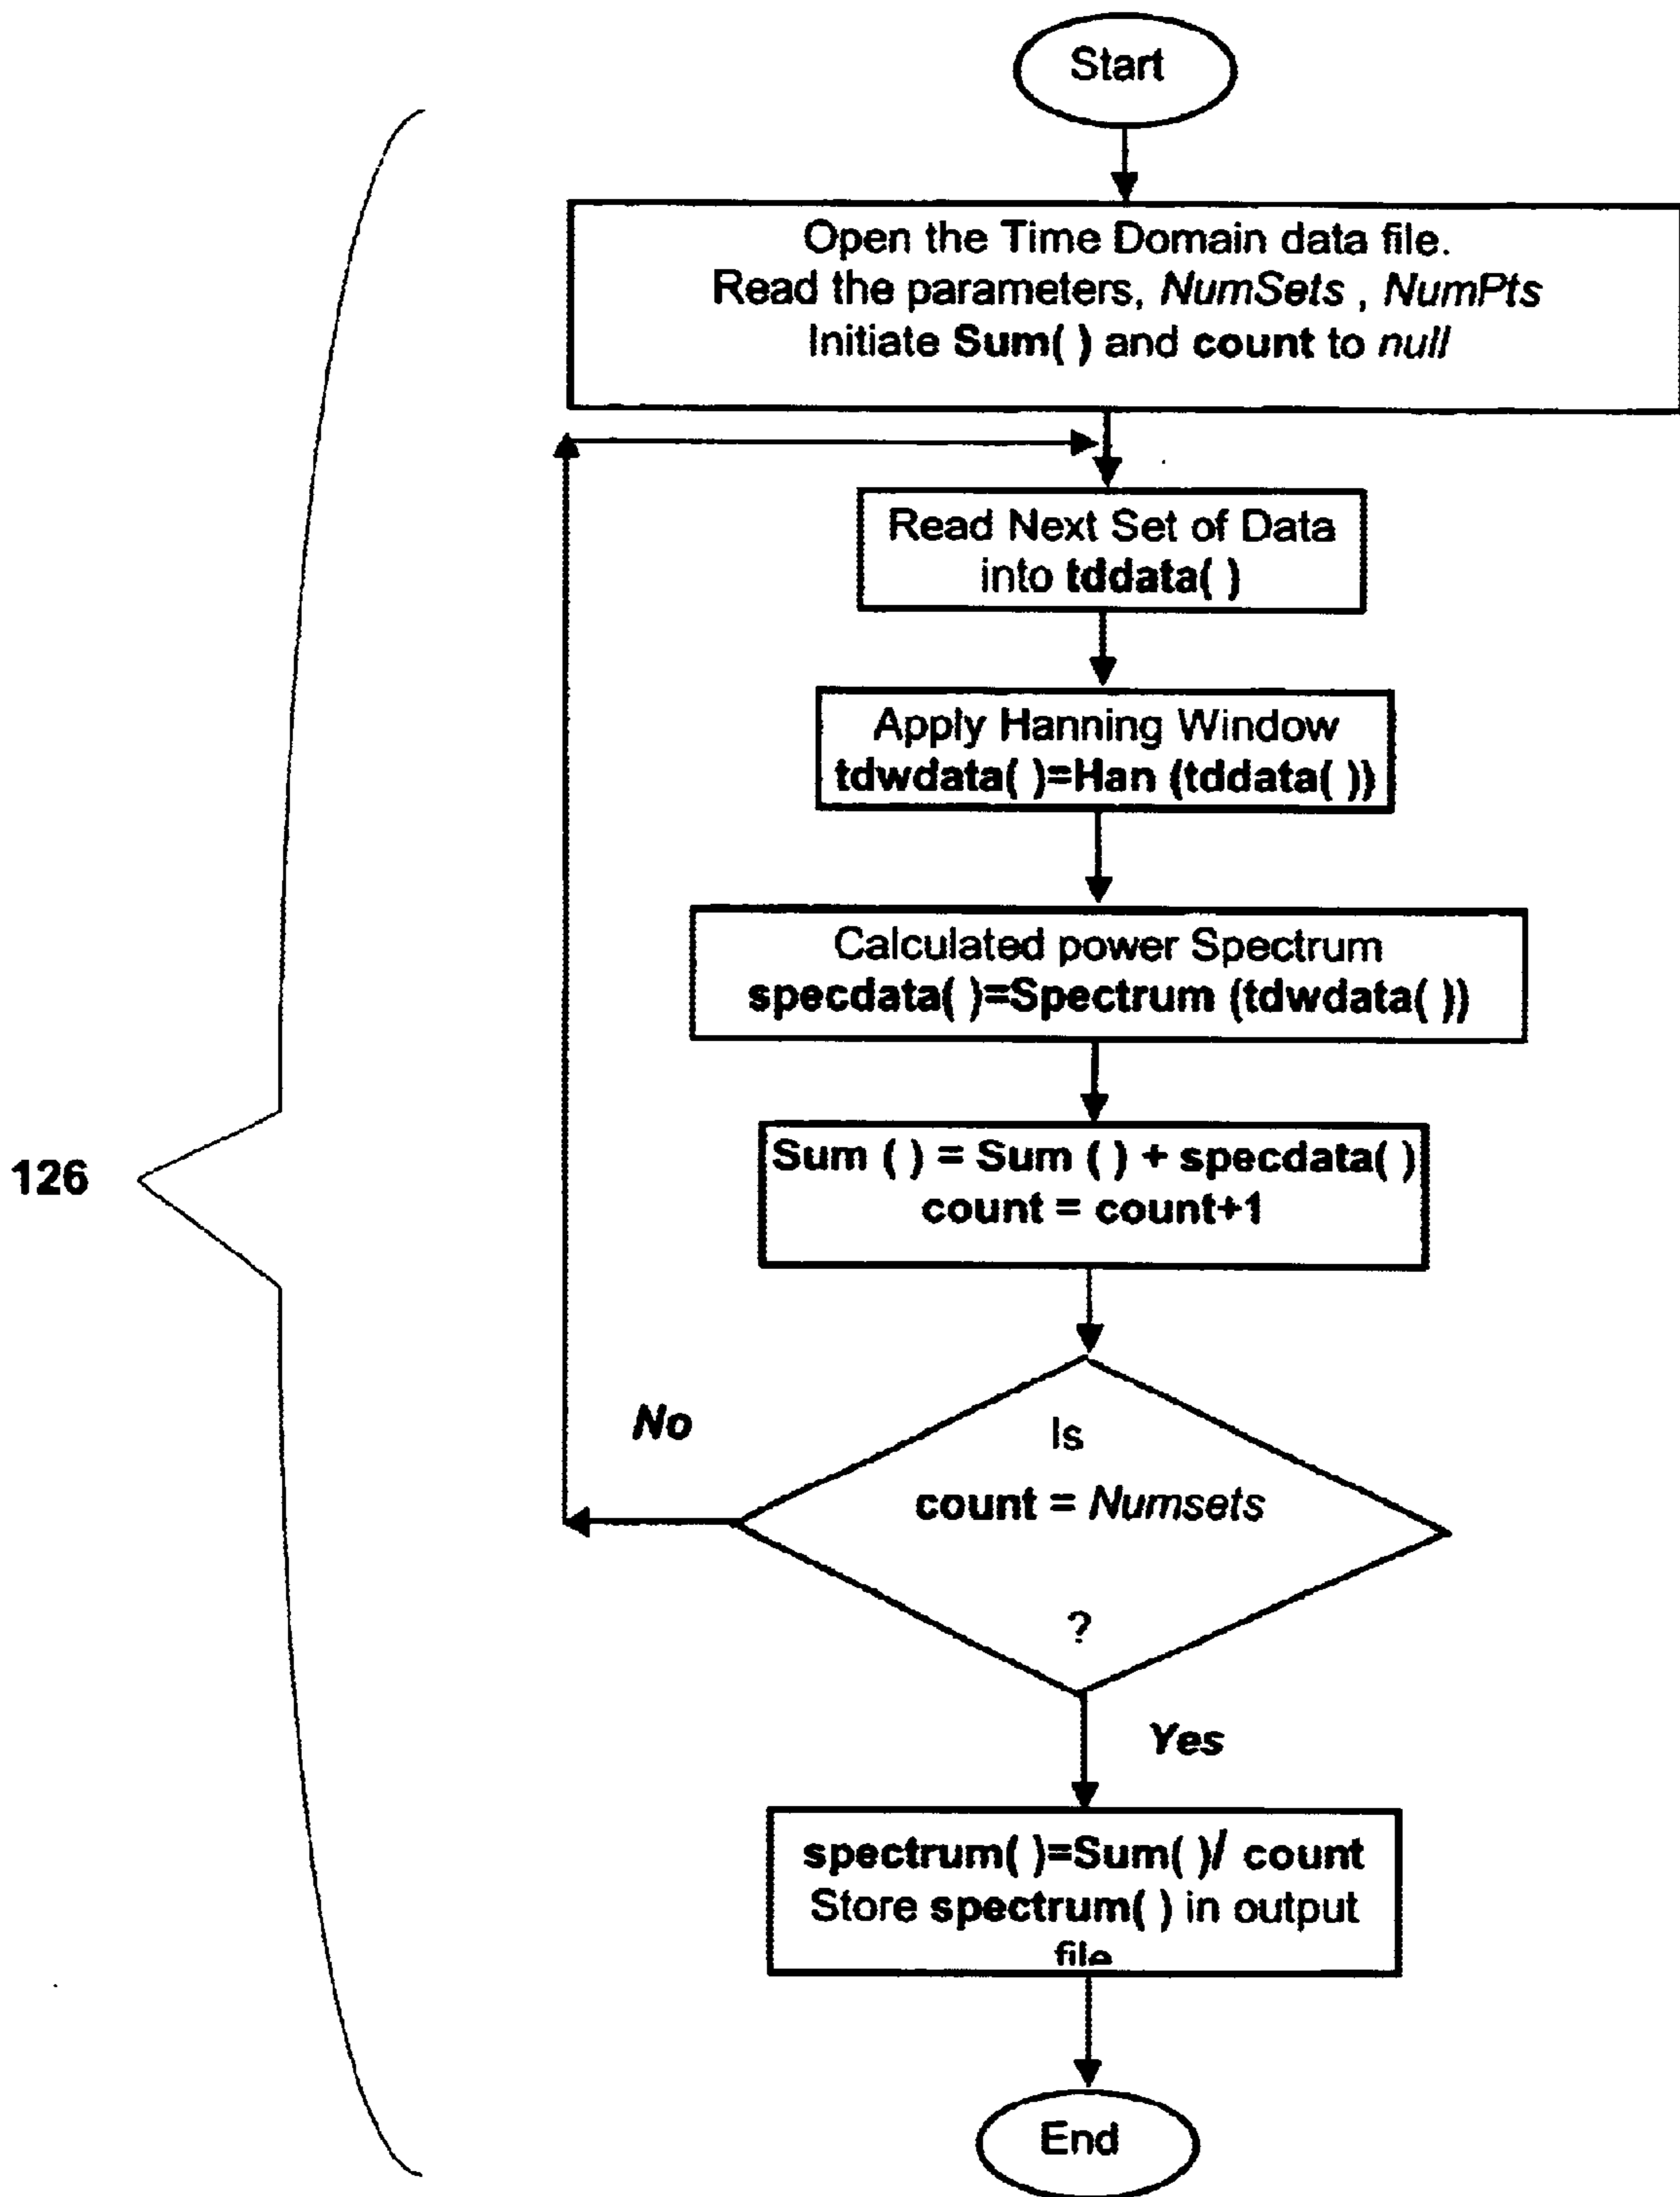 Start
Open the Time Domain data file.
Read the parameters, NumSets , NumPts
Initiate Sum( ) and count to null
Read Next Set of Data
into tddata( )
Apply Hanning Window
tdwdata( )=Han (tddata( ))
Calculated power Spectrum
specdata( )=Spectrum (tdwdata( ))
Sum ( ) = Sum ( ) + specdata( )
count = count+1
126
No
Is
count = Numsets
?
Yes
spectrum( )=Sum( )/ count
Store spectrum( ) in output
file
End